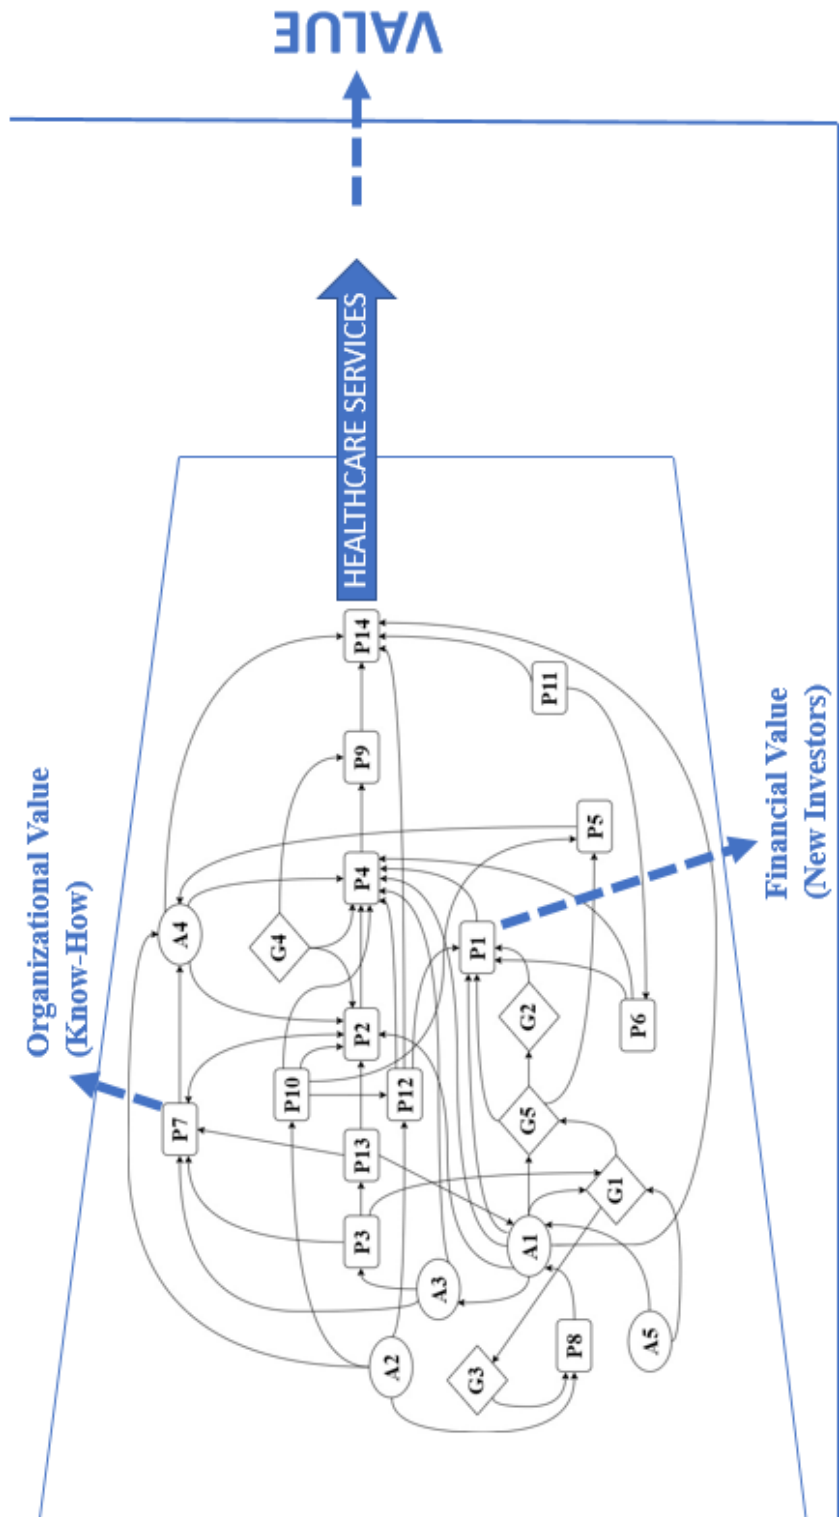 Organizational Value
(Know-How)
P7
A4
P10
G4
P3
P13
P2
P4
P9
P14
HEALTHCARE SERVICES
VALUE
A2
P12
A3
G3
P1
A1
G5
G2
P11
P8
P5
G1
P6
A5
Financial Value
(New Investors)